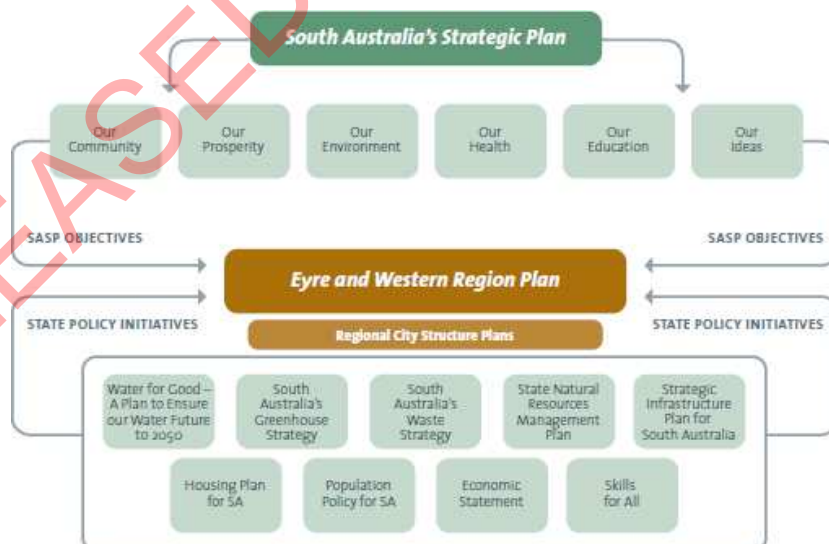 South Australia's Strategic Plan
Our
Community
Our
Prosperity
Our
Environment
Our
Health
Our
Education
Our
Ideas
SASP OBJECTIVES
SASP OBJECTIVES
Eyre and Western Region Plan
STATE POLICY INITIATIVES
STATE POLICY INITIATIVES
Regional City Structure Plans
Water for Good –
A Plan to Ensure
our Water Future
to 2050
South
Australia's
Greenhouse
Strategy
South
Australia's
Waste
Strategy
State Natural
Resources
Management
Plan
Strategic
Infrastructure
Plan for
South Australia
Housing Plan
for SA
Population
Policy for SA
Economic
Statement
Skills
for All
EASED